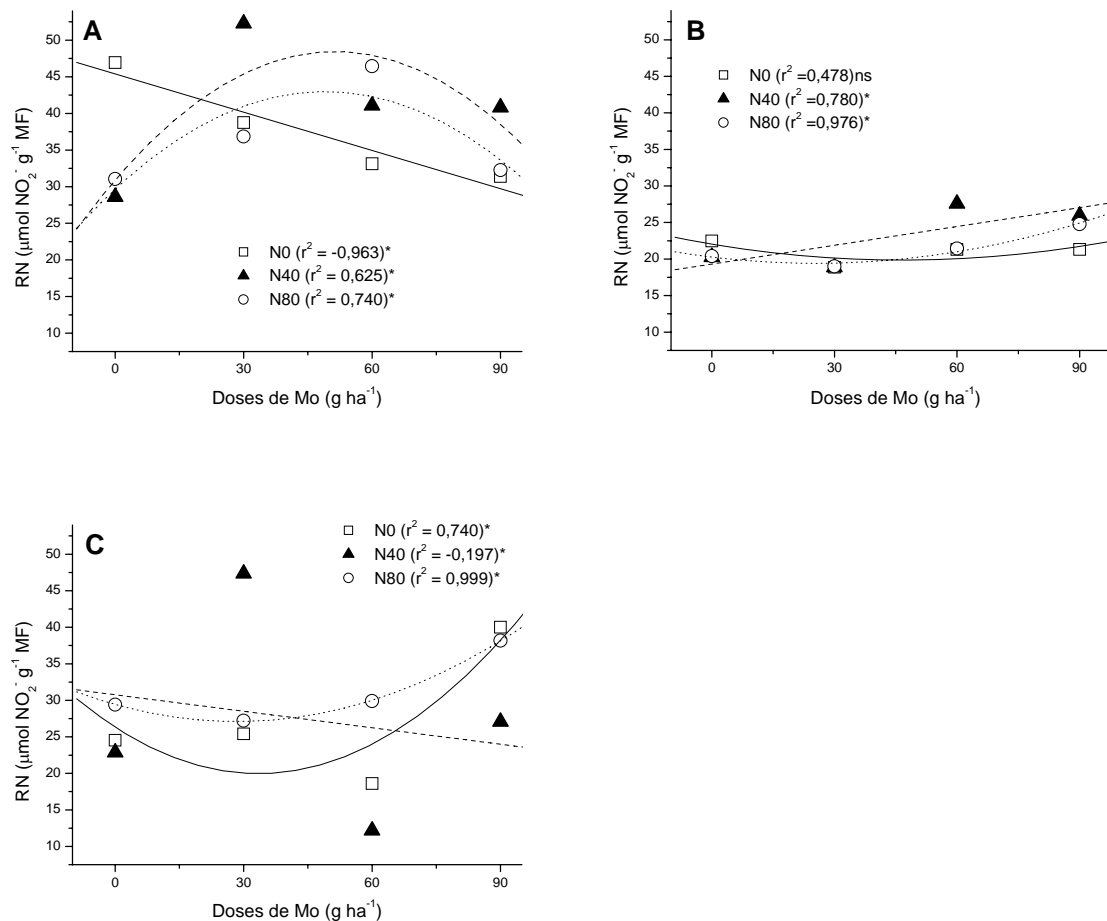 A
RN (μmol NO₂⁻ g⁻¹ MF)
50
45
40
35
30
25
20
15
10
N0 (r² = -0,963)*
N40 (r² = 0,625)*
N80 (r² = 0,740)*
0 30 60 90
Doses de Mo (g ha⁻¹)
B
RN (μmol NO₂⁻ g⁻¹ MF)
50
45
40
35
30
25
20
15
10
N0 (r² =0,478)ns
N40 (r² =0,780)*
N80 (r² =0,976)*
0 30 60 90
Doses de Mo (g ha⁻¹)
C
RN (μmol NO₂⁻ g⁻¹ MF)
50
45
40
35
30
25
20
15
10
N0 (r² = 0,740)*
N40 (r² = -0,197)*
N80 (r² = 0,999)*
0 30 60 90
Doses de Mo (g ha⁻¹)